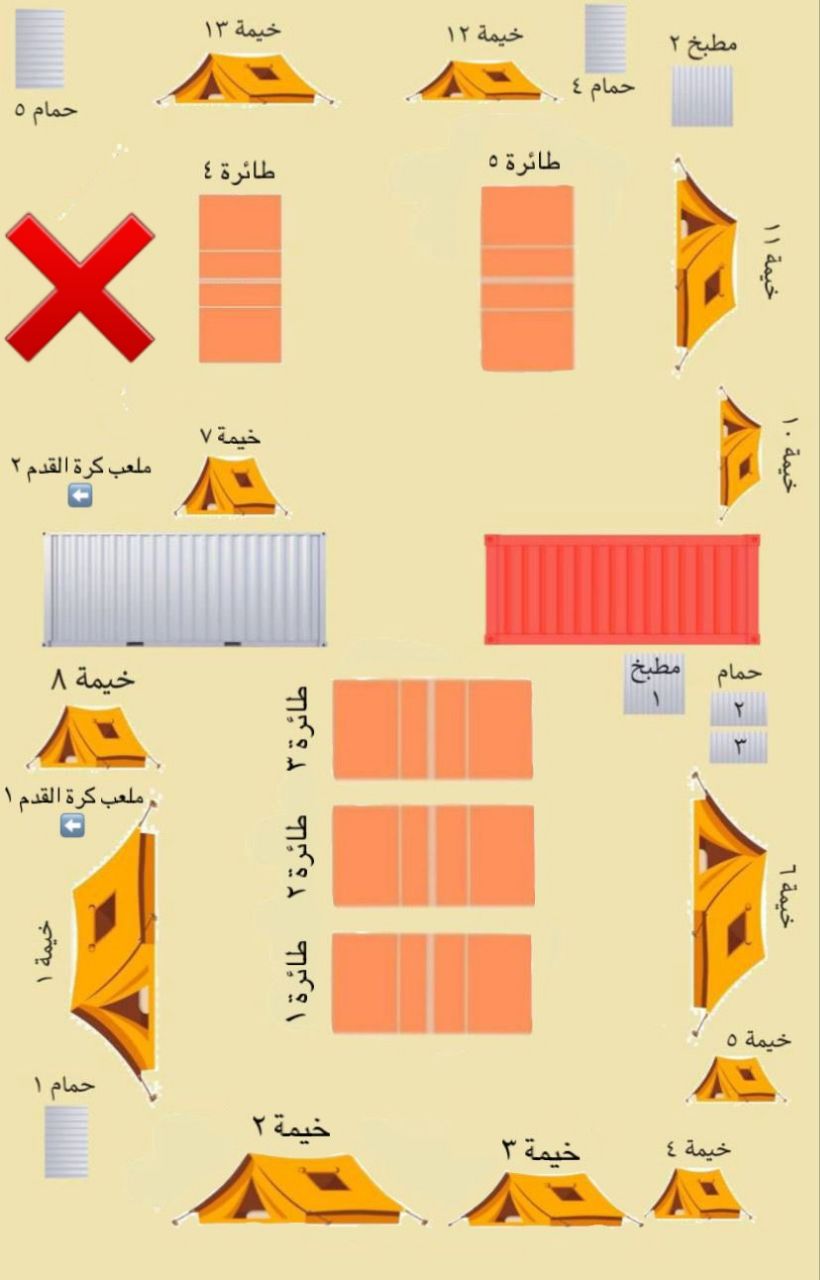 خيمة ١٣
خيمة ١٢
مطبخ ٢
حمام ٤
حمام ٥
طائرة ٥
طائرة ٤
خيمة ١١
خيمة ١٠
خيمة ٧
ملعب كرة القدم ٢
مطبخ
١
حمام
٢
٣
خيمة ٨
طائرة ٣
ملعب كرة القدم ١
طائرة ٢
خيمة ٦
خيمة ١
طائرة ١
خيمة ٥
حمام ١
خيمة ٢
خيمة ٣
خيمة ٤